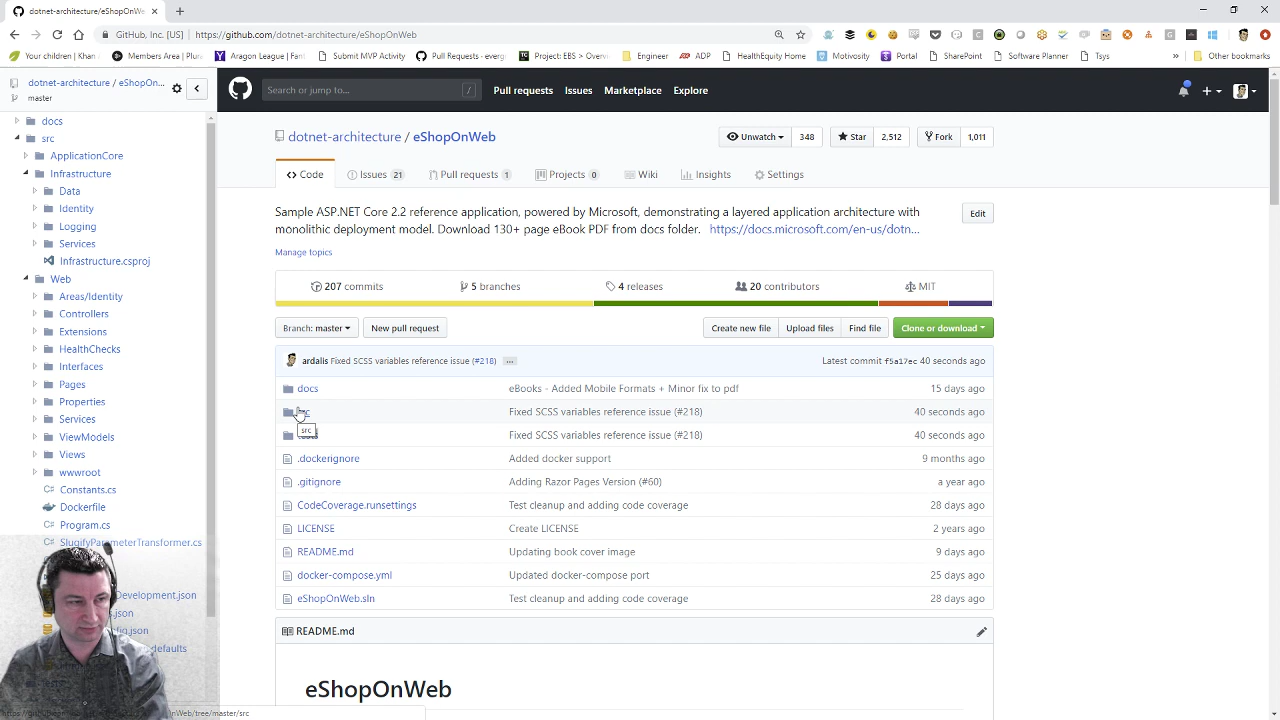 dotnet-architecture/eShopOnWe
GitHub, Inc. [US] | https://github.com/dotnet-architecture/eShopOnWeb
Your children | Khan
Members Area | Plura
Aragon League | Fant
Submit MVP Activity
Pull Requests · everg
Project: EBS > Overv
Engineer
ADP
HealthEquity Home
Motivosity
Portal
SharePoint
Software Planner
Tsys
»
Other bookmarks
dotnet-architecture / eShopOn...
master
docs
src
ApplicationCore
Infrastructure
Data
Identity
Logging
Services
Infrastructure.csproj
Web
Areas/Identity
Controllers
Extensions
HealthChecks
Interfaces
Pages
Properties
Services
ViewModels
Views
wwwroot
Constants.cs
Dockerfile
Program.cs
SlugifyParameterTransformer.cs
Development.json
Search or jump to...
/
Pull requests
Issues
Marketplace
Explore
dotnet-architecture / eShopOnWeb
Unwatch 348
Star 2,512
Fork 1,011
Code
Issues 21
Pull requests 1
Projects 0
Wiki
Insights
Settings
Sample ASP.NET Core 2.2 reference application, powered by Microsoft, demonstrating a layered application architecture with
monolithic deployment model. Download 130+ page eBook PDF from docs folder. https://docs.microsoft.com/en-us/dotn...
Edit
Manage topics
207 commits
5 branches
4 releases
20 contributors
MIT
Branch: master
New pull request
Create new file
Upload files
Find file
Clone or download
ardalis Fixed SCSS variables reference issue (#218) ...
Latest commit f5a17ec 40 seconds ago
docs eBooks - Added Mobile Formats + Minor fix to pdf 15 days ago
Fixed SCSS variables reference issue (#218) 40 seconds ago
src
Fixed SCSS variables reference issue (#218) 40 seconds ago
.dockerignore Added docker support 9 months ago
.gitignore Adding Razor Pages Version (#60) a year ago
CodeCoverage.runsettings Test cleanup and adding code coverage 28 days ago
LICENSE Create LICENSE 2 years ago
README.md Updating book cover image 9 days ago
docker-compose.yml Updated docker-compose port 25 days ago
eShopOnWeb.sln Test cleanup and adding code coverage 28 days ago
README.md
eShopOnWeb